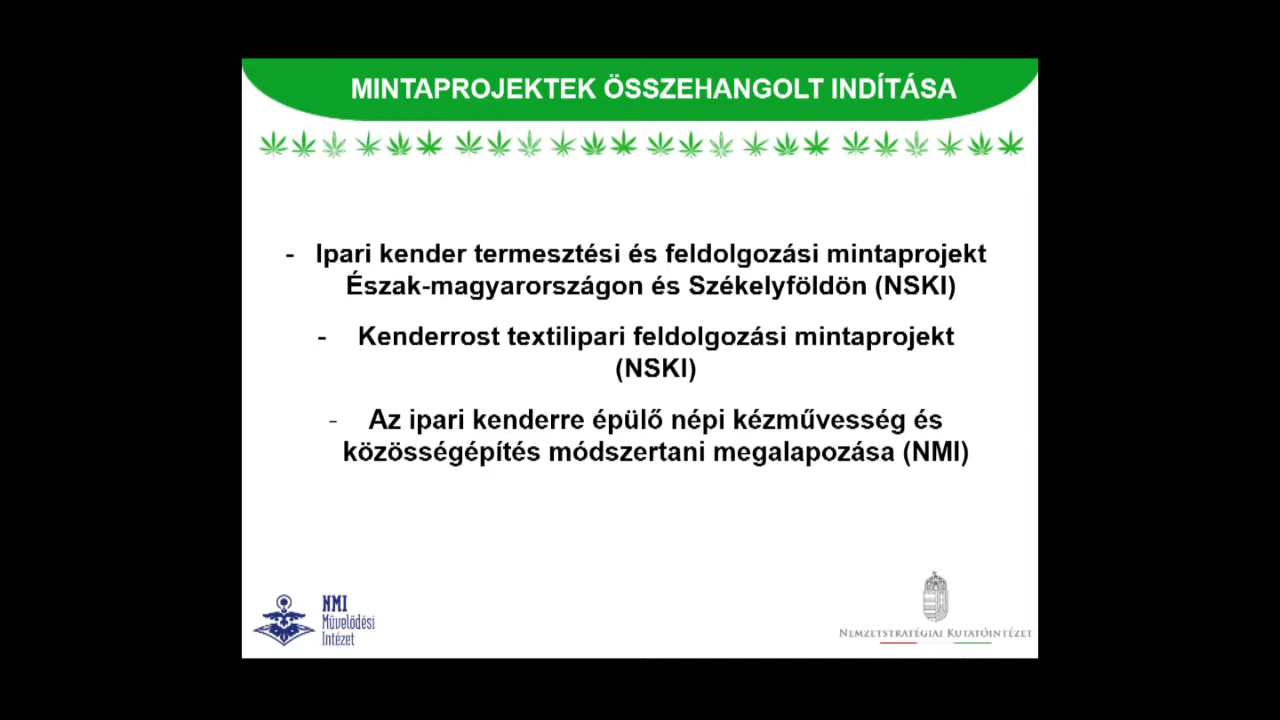 MINTAPROJEKTEK ÖSSZEHANGOLT INDÍTÁSA
- Ipari kender termesztési és feldolgozási mintaprojekt
Észak-magyarországon és Székelyföldön (NSKI)
- Kenderrost textilipari feldolgozási mintaprojekt
(NSKI)
- Az ipari kenderre épülő népi kézművesség és
közösségépítés módszertani megalapozása (NMI)
NMI
Művelődési
Intézet
NEMZETSTRATÉGIAI KUTATÓINTÉZET